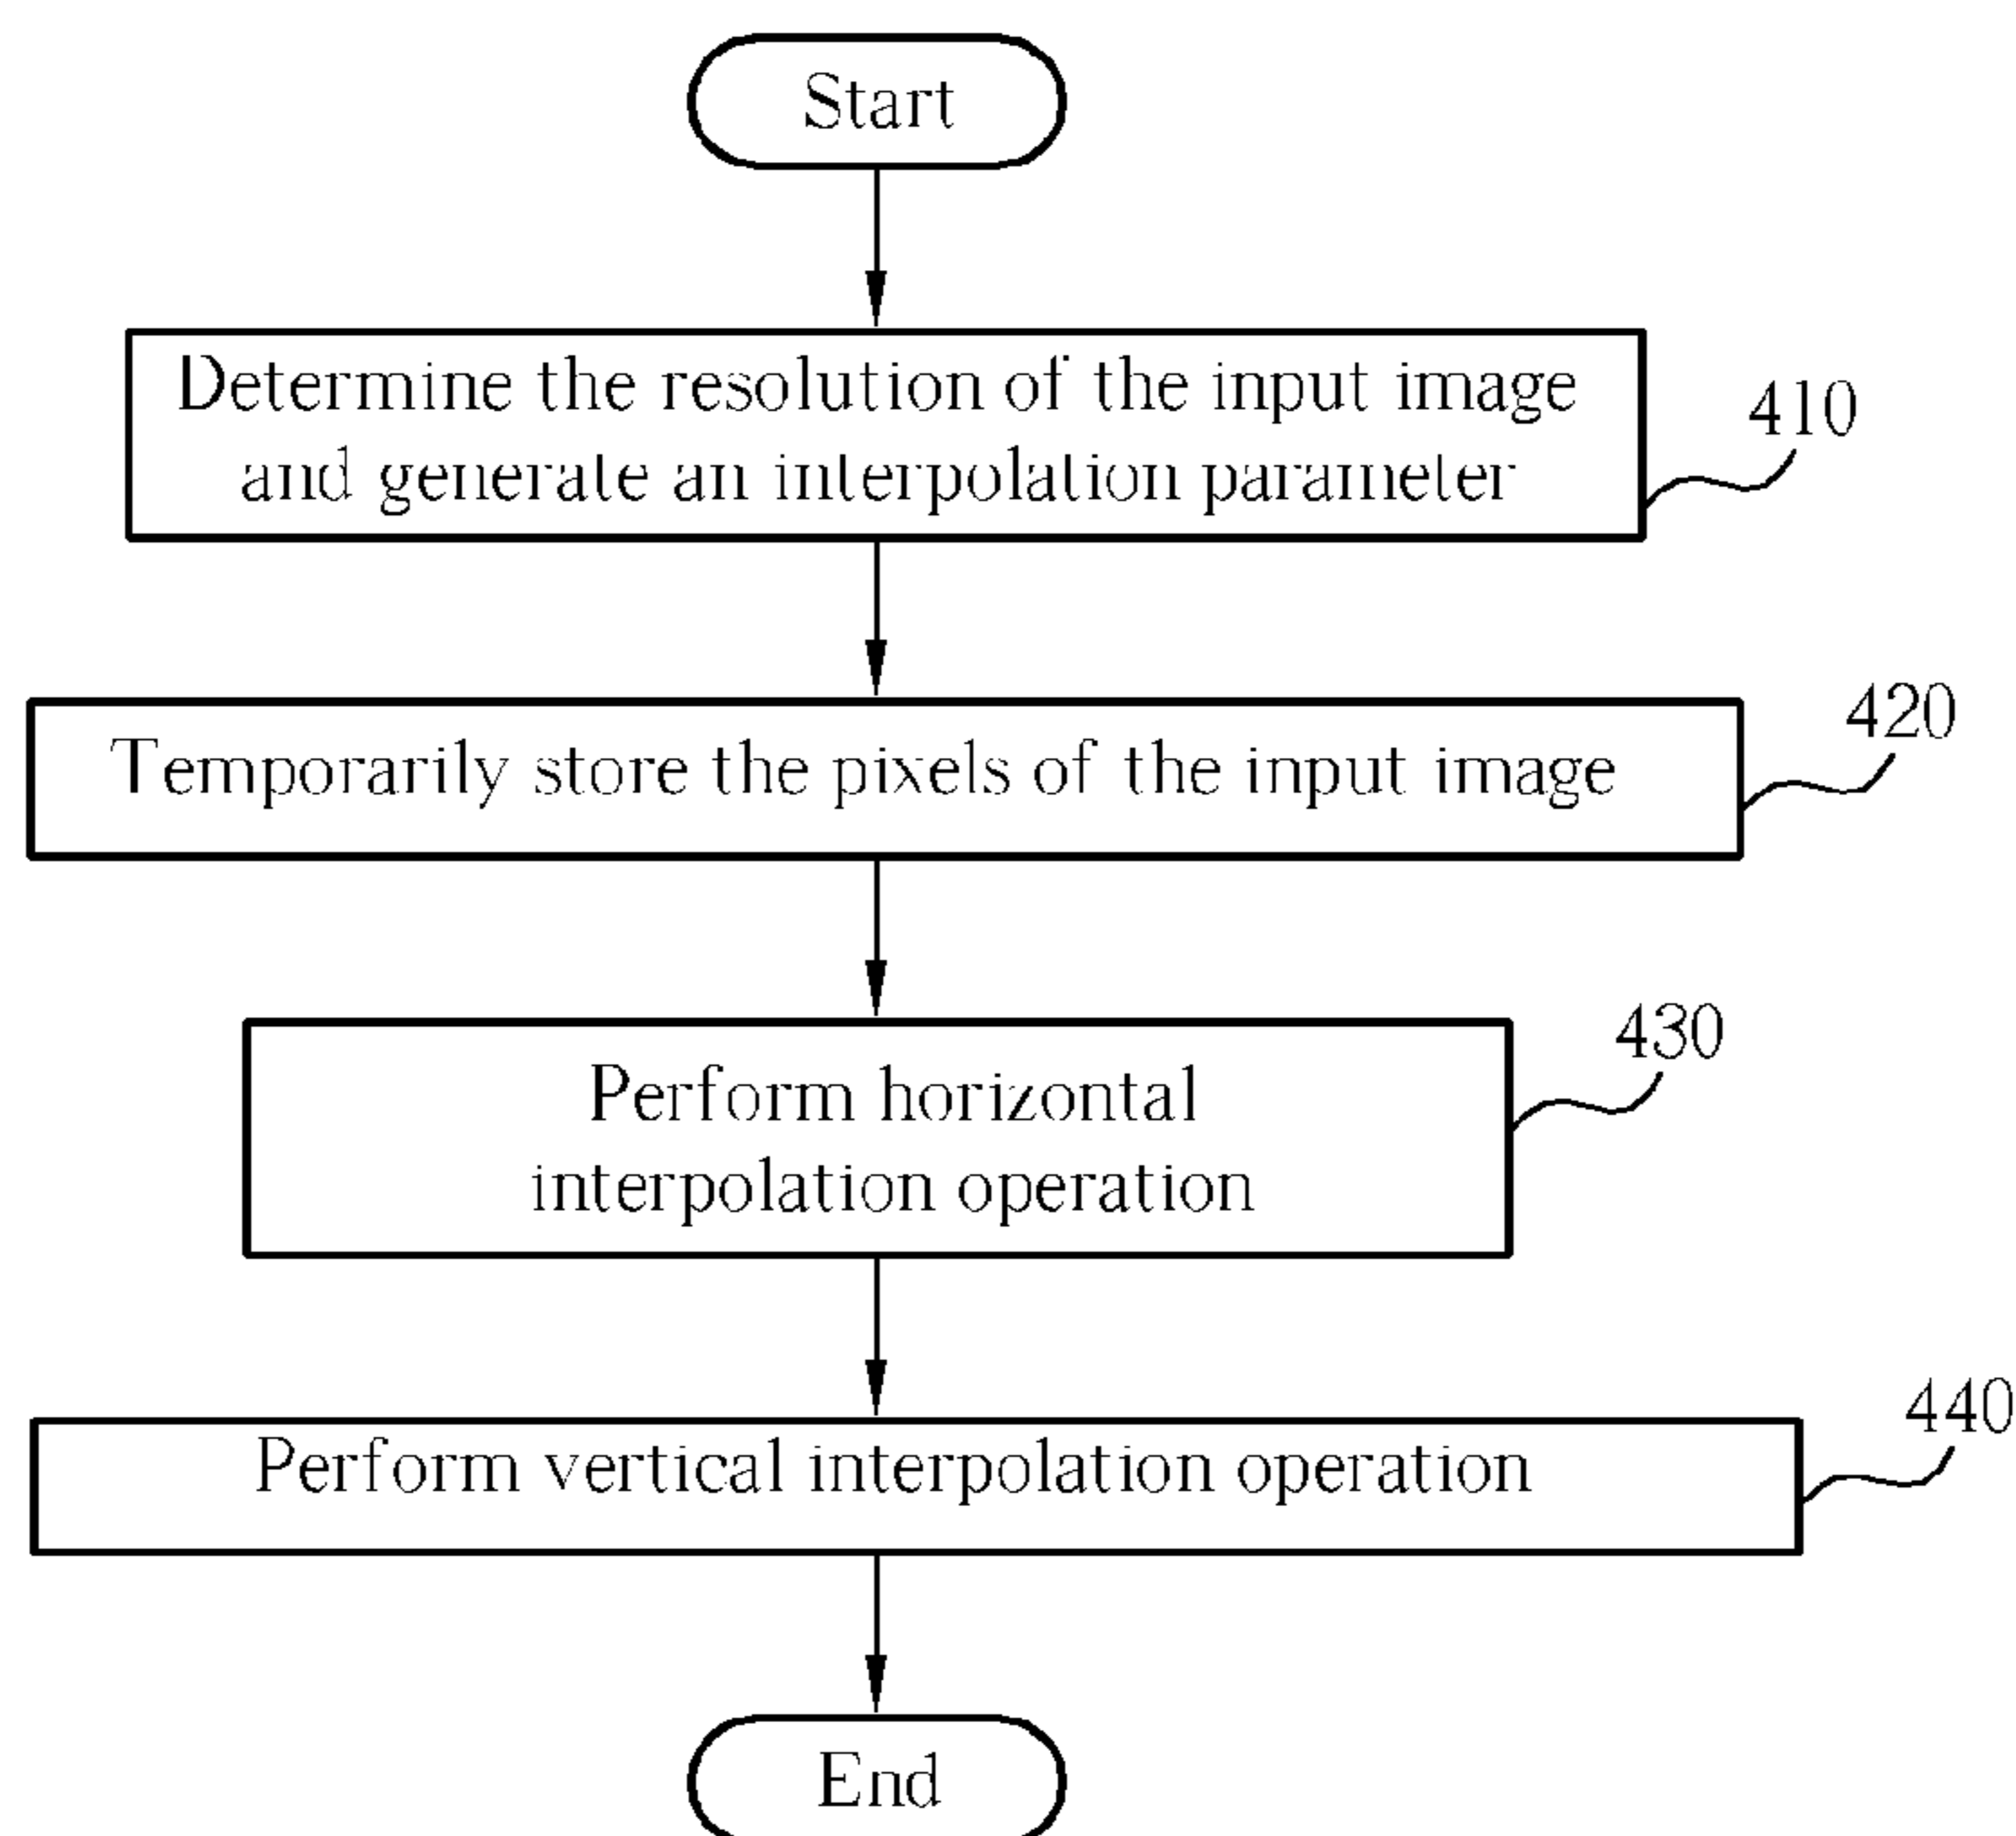 Start
Determine the resolution of the input image
and generate an interpolation parameter
410
Temporarily store the pixels of the input image
420
Perform horizontal
interpolation operation
430
Perform vertical interpolation operation
440
End